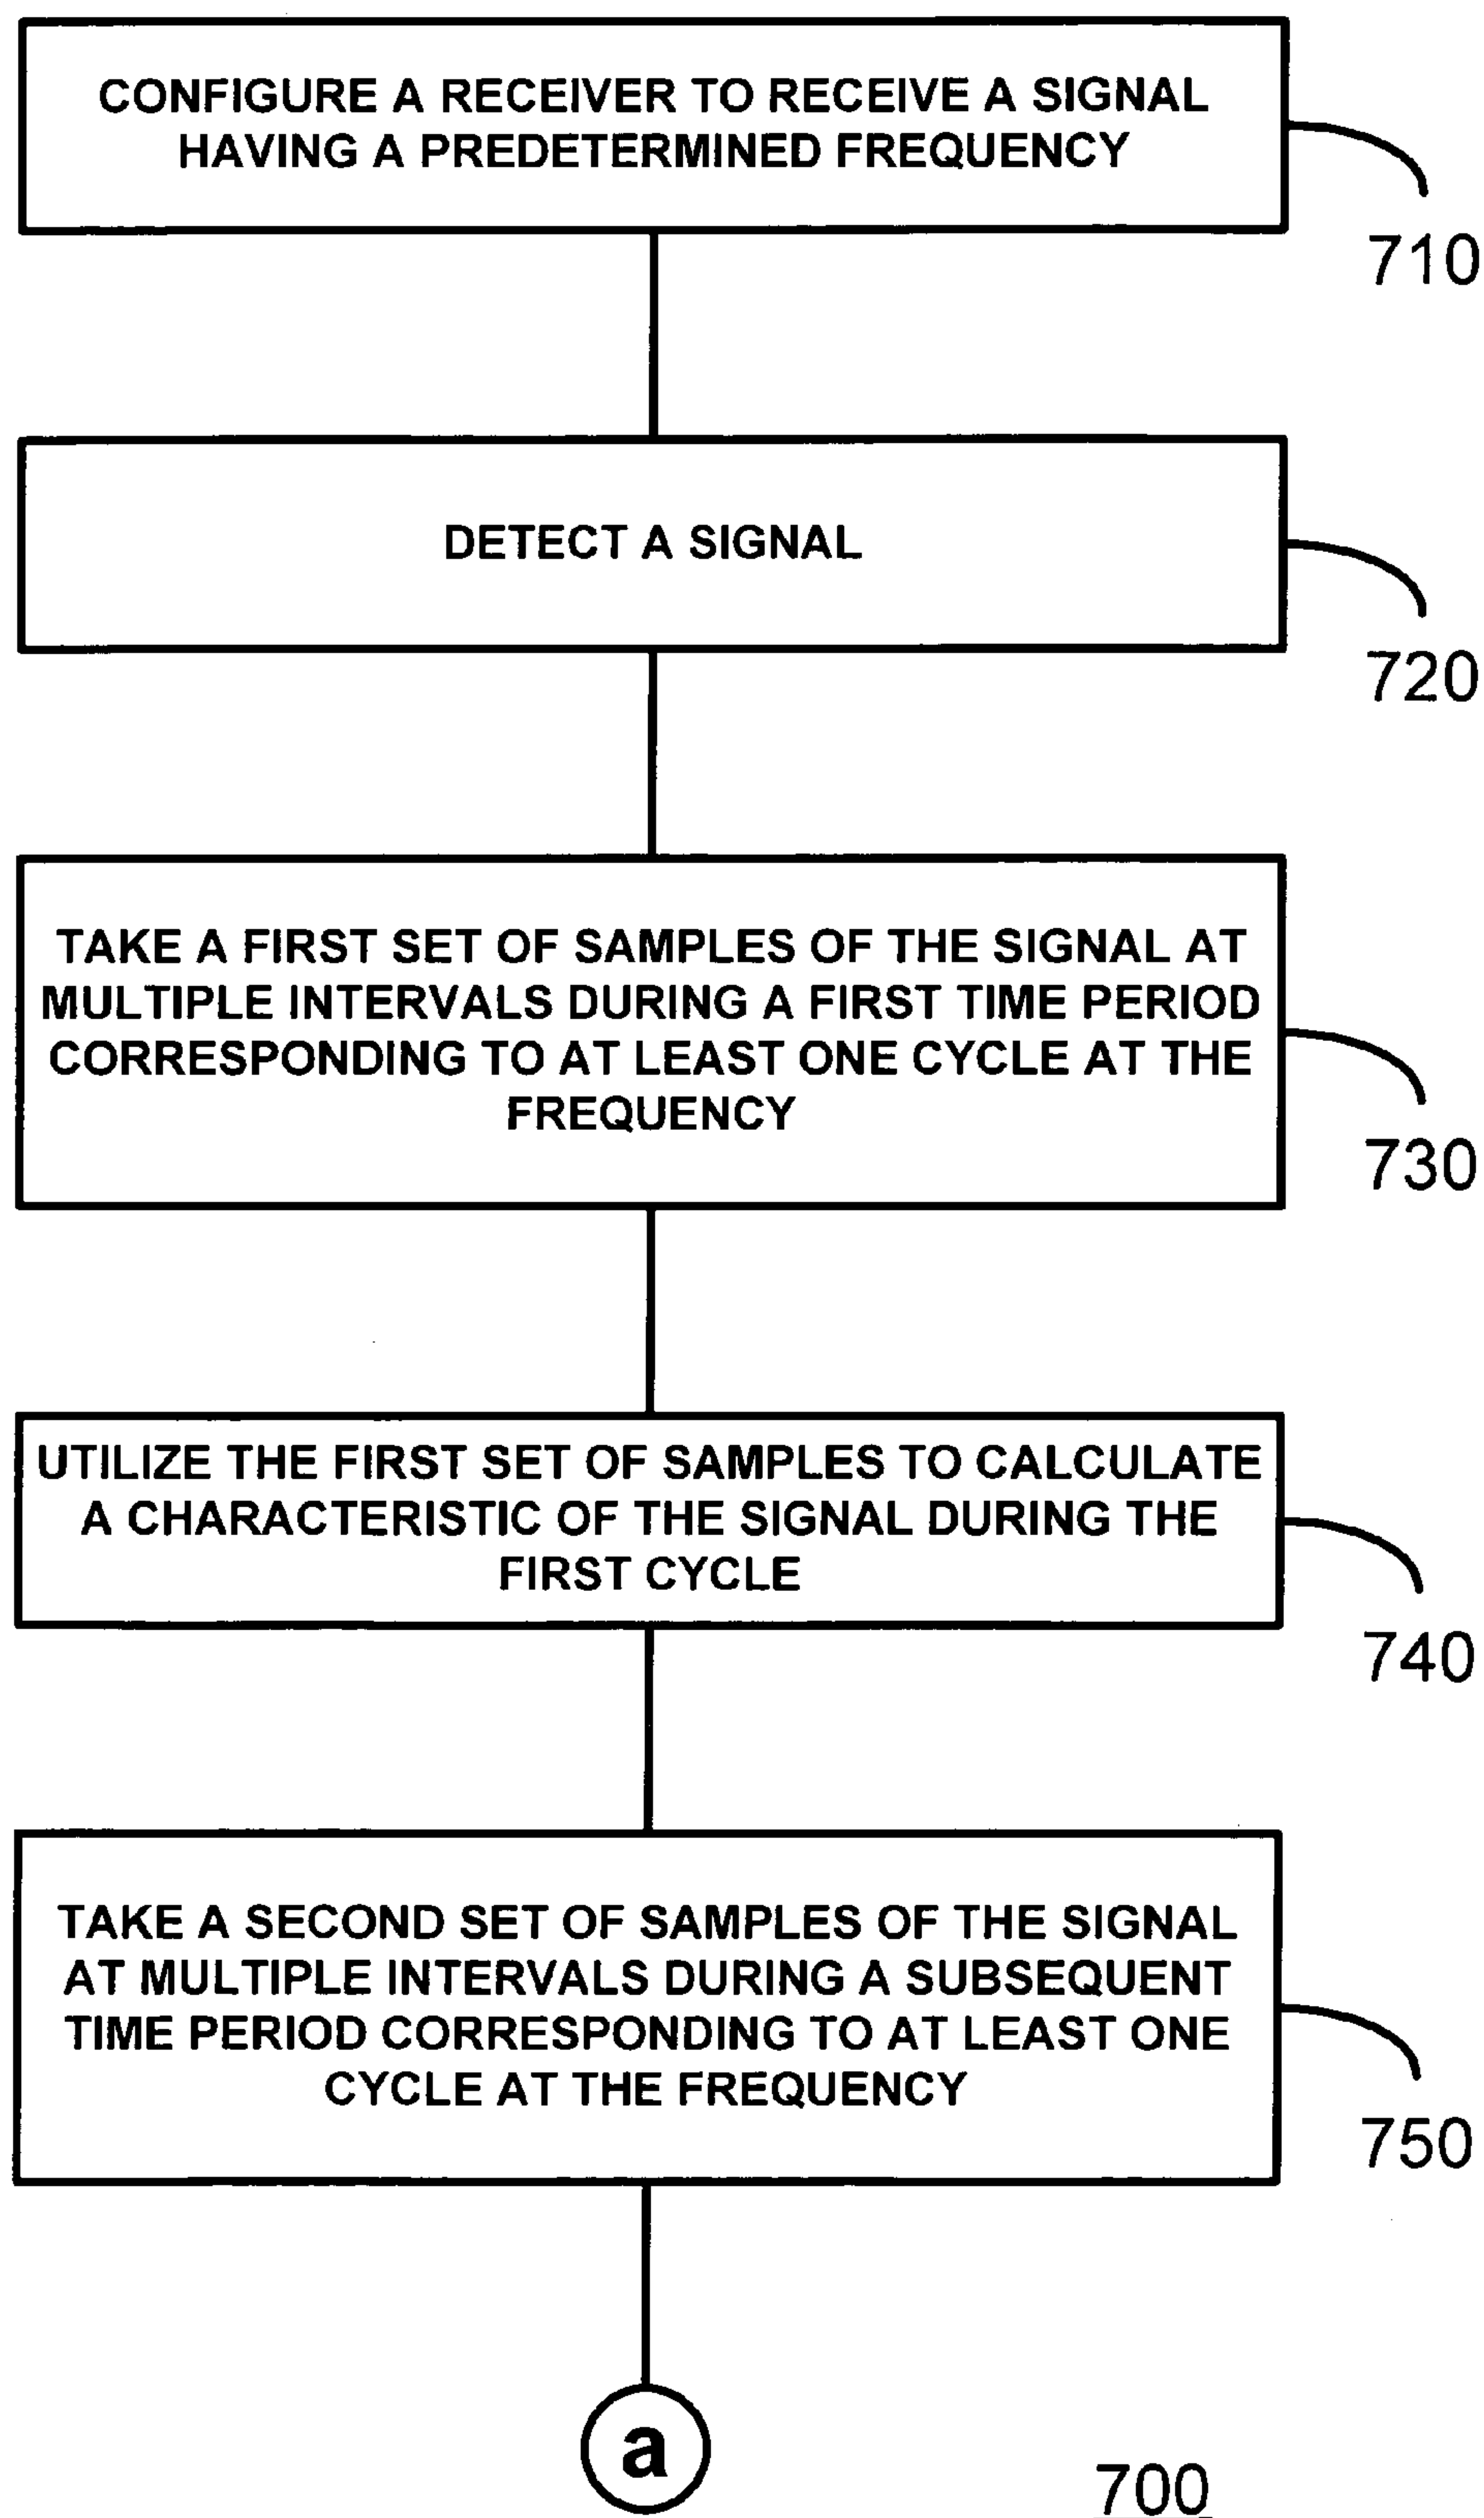 CONFIGURE A RECEIVER TO RECEIVE A SIGNAL
HAVING A PREDETERMINED FREQUENCY
710
DETECT A SIGNAL
720
TAKE A FIRST SET OF SAMPLES OF THE SIGNAL AT
MULTIPLE INTERVALS DURING A FIRST TIME PERIOD
CORRESPONDING TO AT LEAST ONE CYCLE AT THE
FREQUENCY
730
UTILIZE THE FIRST SET OF SAMPLES TO CALCULATE
A CHARACTERISTIC OF THE SIGNAL DURING THE
FIRST CYCLE
740
TAKE A SECOND SET OF SAMPLES OF THE SIGNAL
AT MULTIPLE INTERVALS DURING A SUBSEQUENT
TIME PERIOD CORRESPONDING TO AT LEAST ONE
CYCLE AT THE FREQUENCY
750
a
700